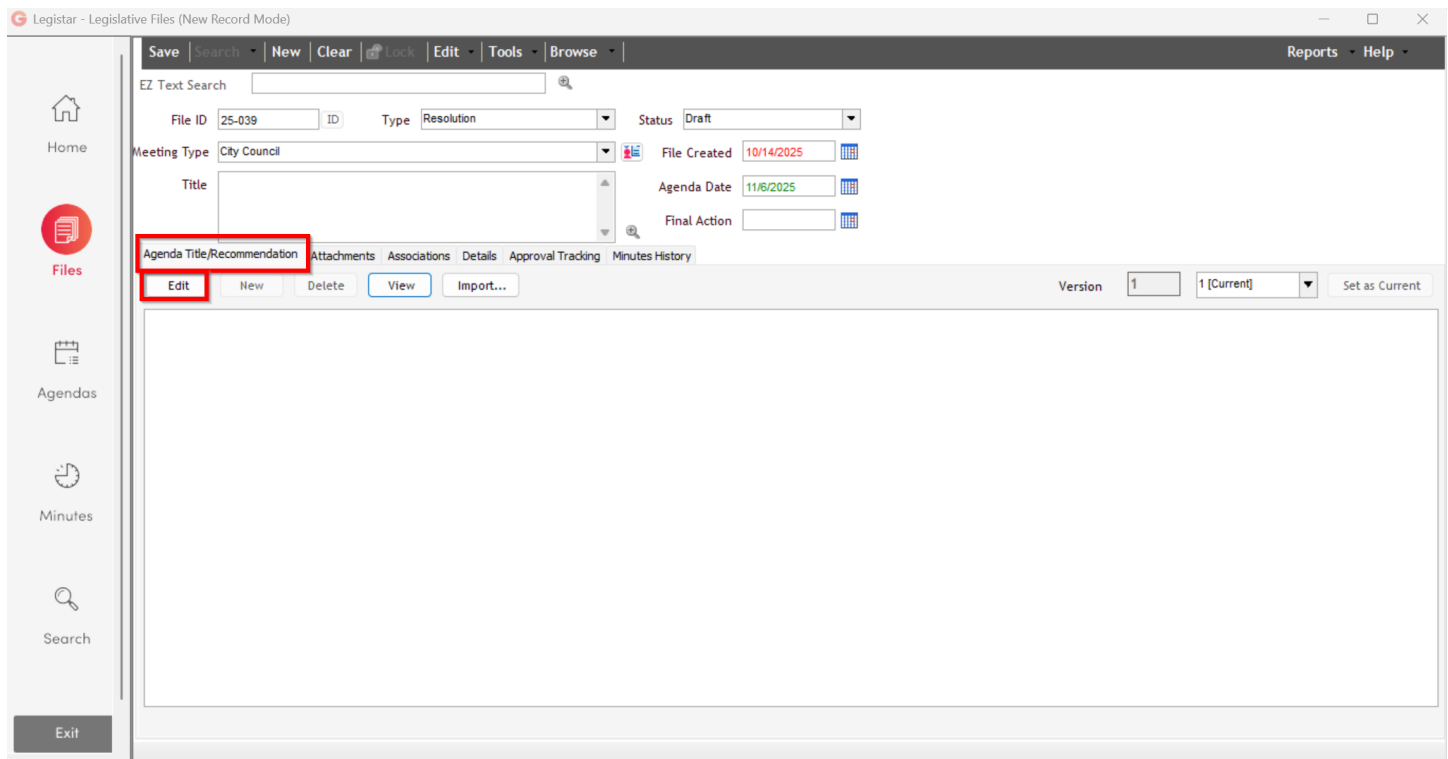 Legistar - Legislative Files (New Record Mode)
Save Search New Clear Lock Edit Tools Browse Reports Help
EZ Text Search
File ID 25-039 ID Type Resolution Status Draft
Meeting Type City Council File Created 10/14/2025
Title Agenda Date 11/6/2025
Final Action
Agenda Title/Recommendation Attachments Associations Details Approval Tracking Minutes History
Edit New Delete View Import... Version 1 1 [Current] Set as Current
Home
Files
Agendas
Minutes
Search
Exit